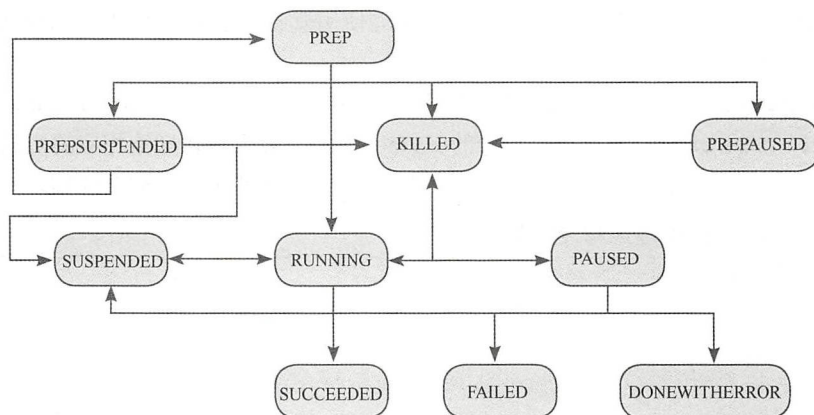 PREP
PREPSUSPENDED
KILLED
PREPAUSED
SUSPENDED
RUNNING
PAUSED
SUCCEEDED
FAILED
DONEWITHERROR